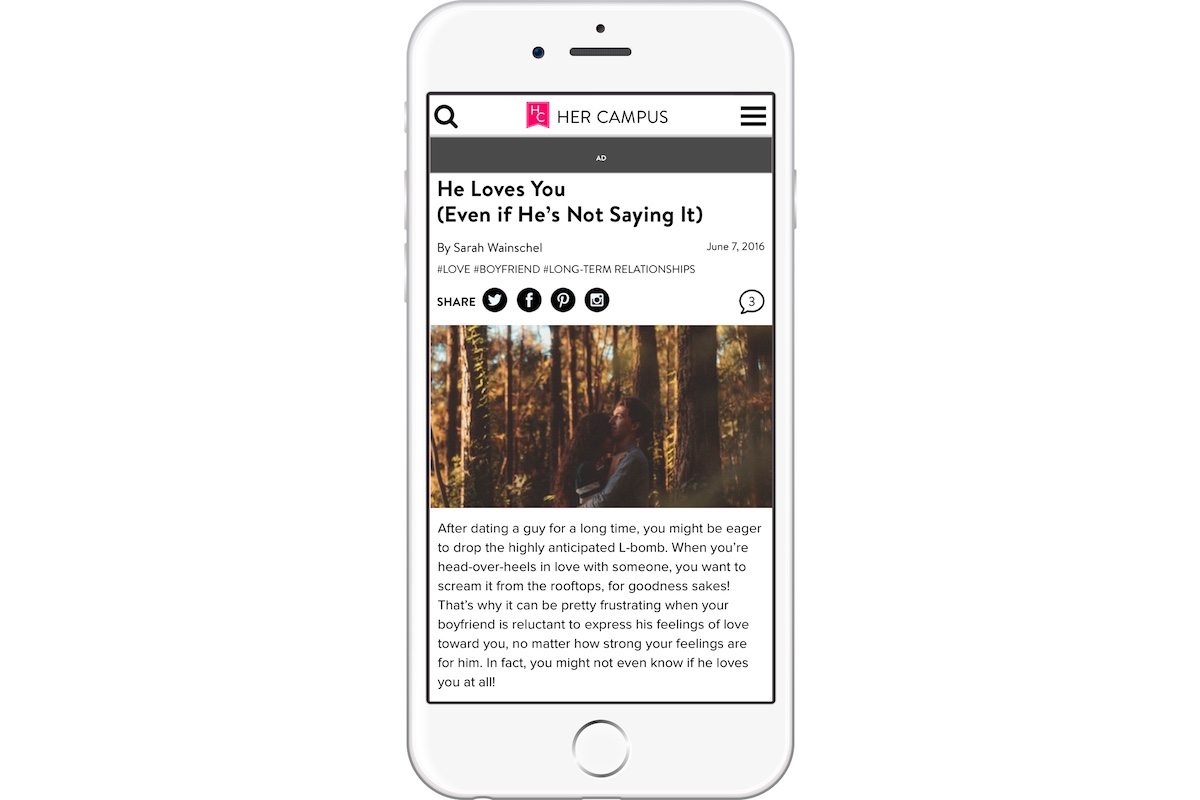 HC HER CAMPUS
AD
He Loves You
(Even if He's Not Saying It)
By Sarah Wainschel June 7, 2016
#LOVE #BOYFRIEND #LONG-TERM RELATIONSHIPS
SHARE 3
After dating a guy for a long time, you might be eager
to drop the highly anticipated L-bomb. When you're
head-over-heels in love with someone, you want to
scream it from the rooftops, for goodness sakes!
That's why it can be pretty frustrating when your
boyfriend is reluctant to express his feelings of love
toward you, no matter how strong your feelings are
for him. In fact, you might not even know if he loves
you at all!